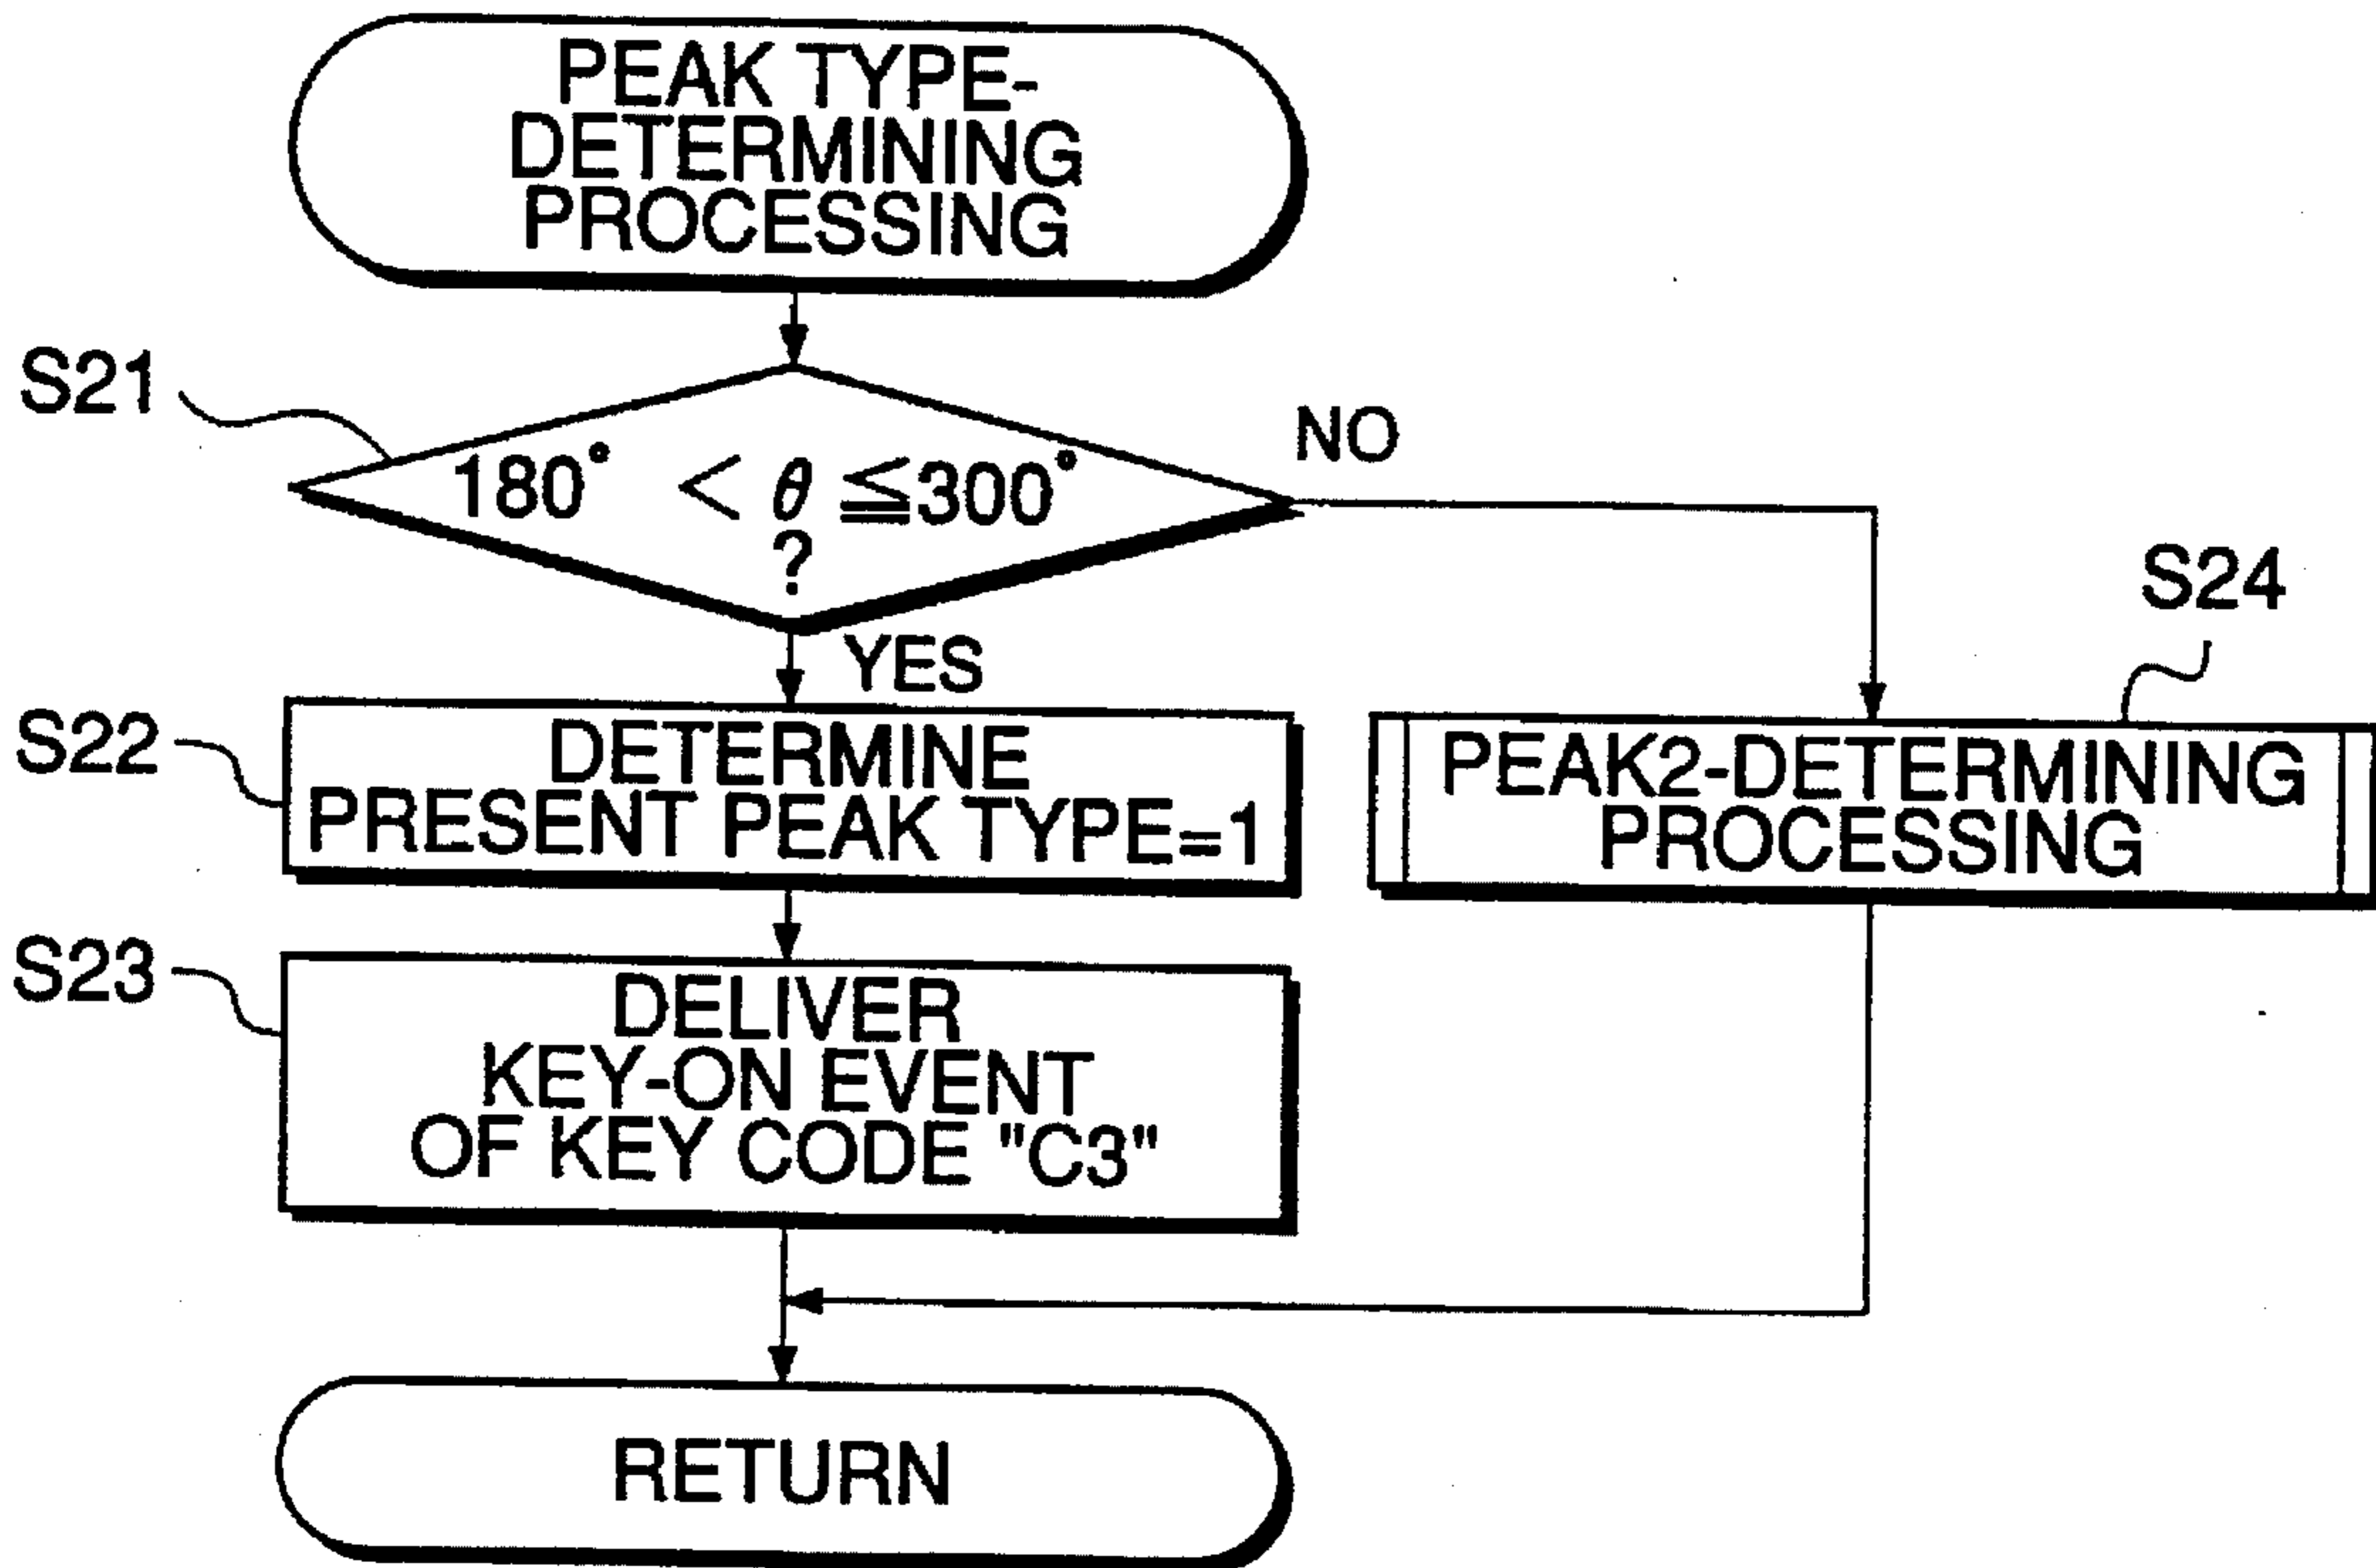 PEAK TYPE-
DETERMINING
PROCESSING
S21
180° < θ ≦300°
?
NO
YES
S24
S22
DETERMINE
PRESENT PEAK TYPE=1
PEAK2-DETERMINING
PROCESSING
S23
DELIVER
KEY-ON EVENT
OF KEY CODE "C3"
RETURN